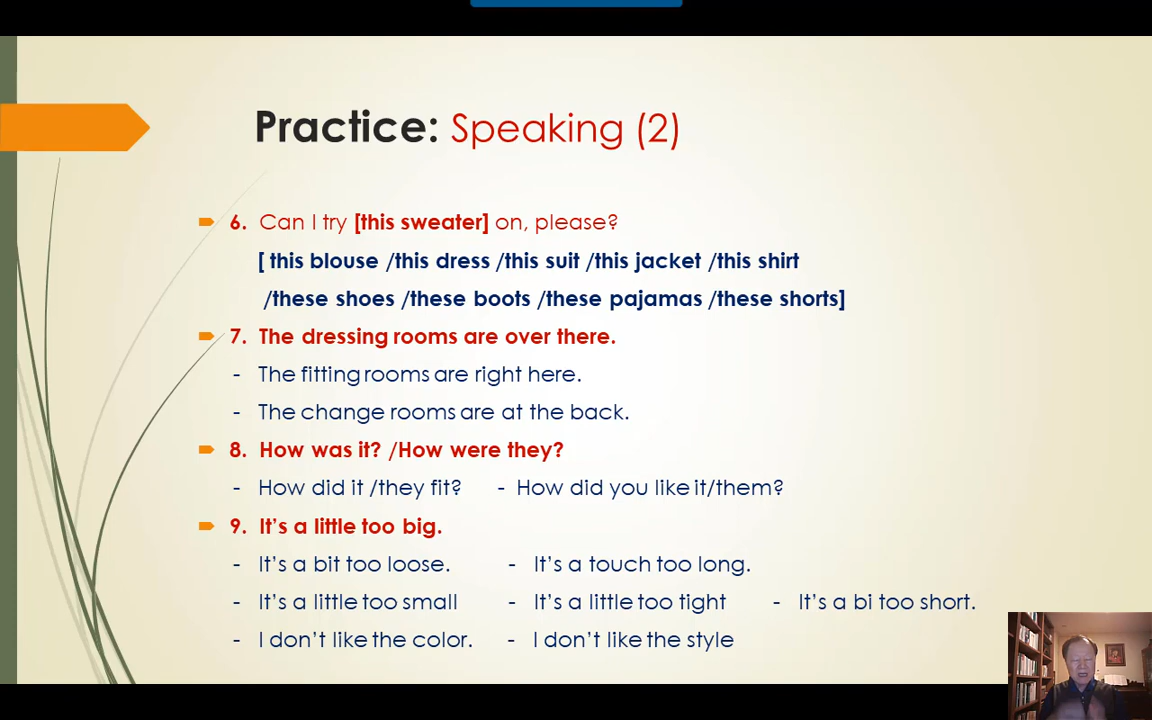 Practice: Speaking (2)
6. Can I try [this sweater] on, please?
[ this blouse /this dress /this suit /this jacket /this shirt
/these shoes /these boots /these pajamas /these shorts]
7. The dressing rooms are over there.
- The fitting rooms are right here.
- The change rooms are at the back.
8. How was it? /How were they?
- How did it /they fit? - How did you like it/them?
9. It's a little too big.
- It's a bit too loose. - It's a touch too long.
- It's a little too small - It's a little too tight - It's a bi too short.
- I don't like the color. - I don't like the style